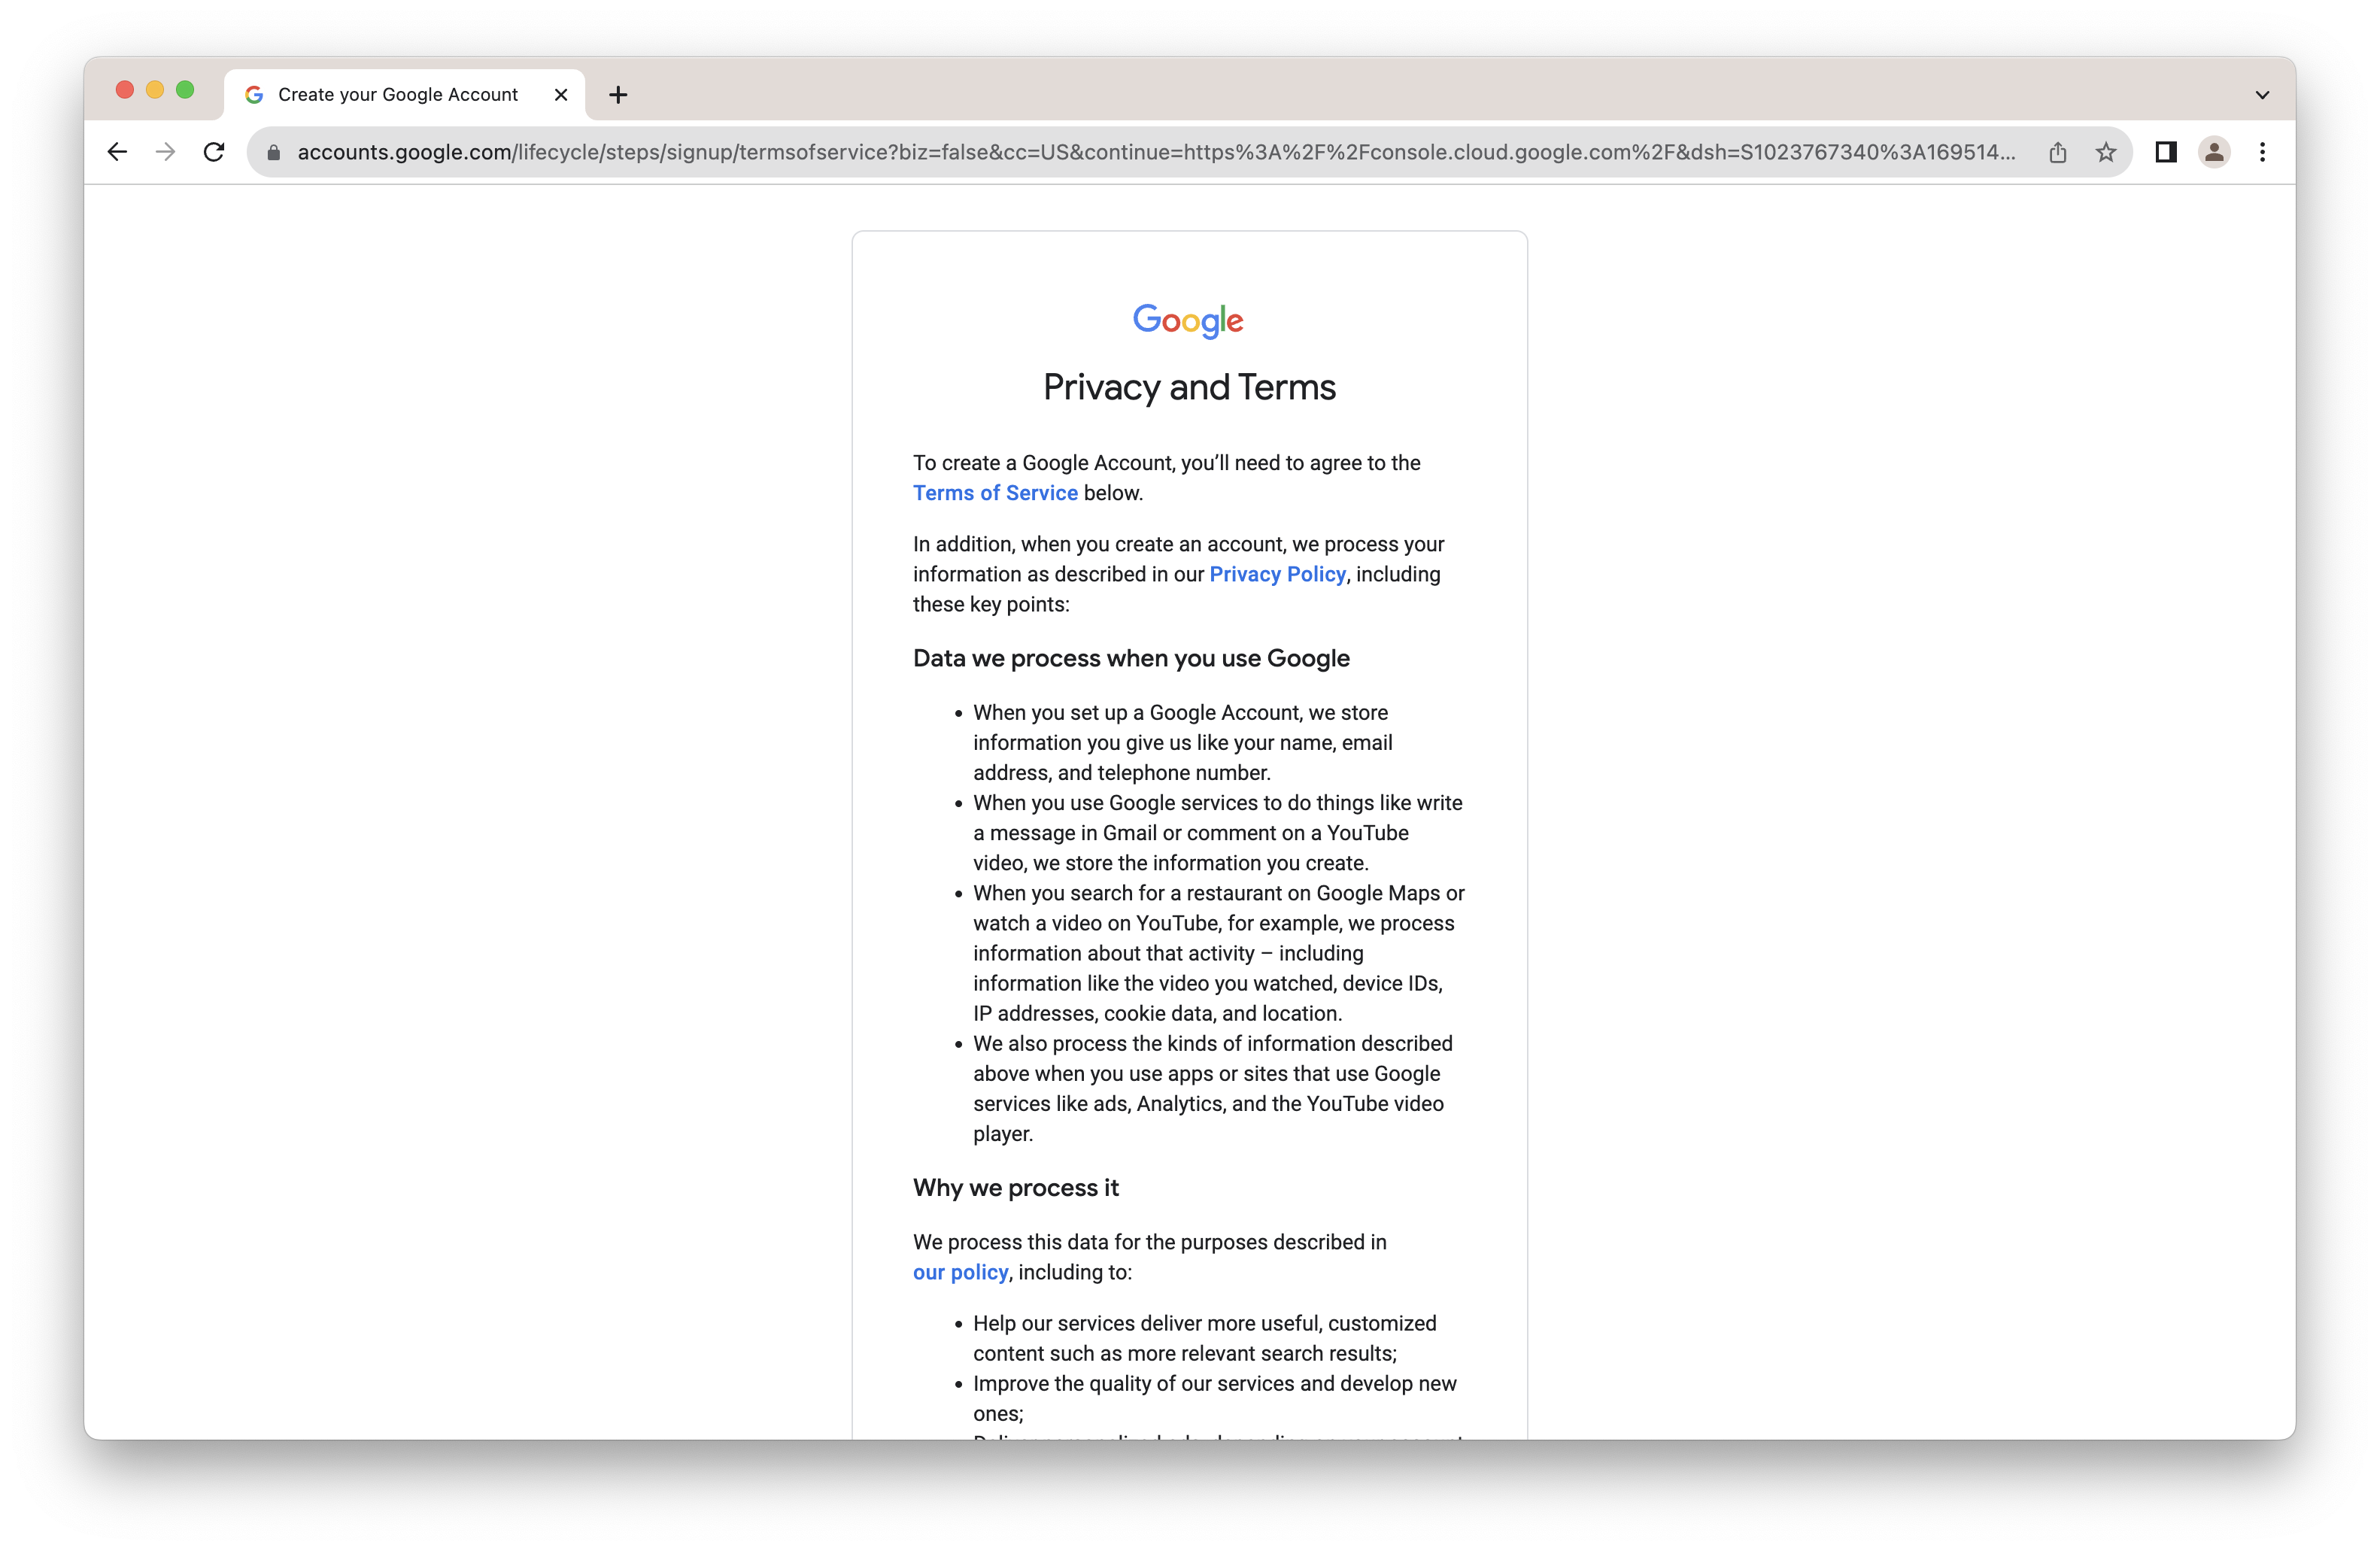 Create your Google Account
accounts.google.com/lifecycle/steps/signup/termsofservice?biz=false&cc=US&continue=https%3A%2F%2Fconsole.cloud.google.com%2F&dsh=S1023767340%3A169514...
Google
Privacy and Terms
To create a Google Account, you’ll need to agree to the
Terms of Service below.
In addition, when you create an account, we process your
information as described in our Privacy Policy, including
these key points:
Data we process when you use Google
• When you set up a Google Account, we store
information you give us like your name, email
address, and telephone number.
• When you use Google services to do things like write
a message in Gmail or comment on a YouTube
video, we store the information you create.
• When you search for a restaurant on Google Maps or
watch a video on YouTube, for example, we process
information about that activity – including
information like the video you watched, device IDs,
IP addresses, cookie data, and location.
• We also process the kinds of information described
above when you use apps or sites that use Google
services like ads, Analytics, and the YouTube video
player.
Why we process it
We process this data for the purposes described in
our policy, including to:
• Help our services deliver more useful, customized
content such as more relevant search results;
• Improve the quality of our services and develop new
ones;